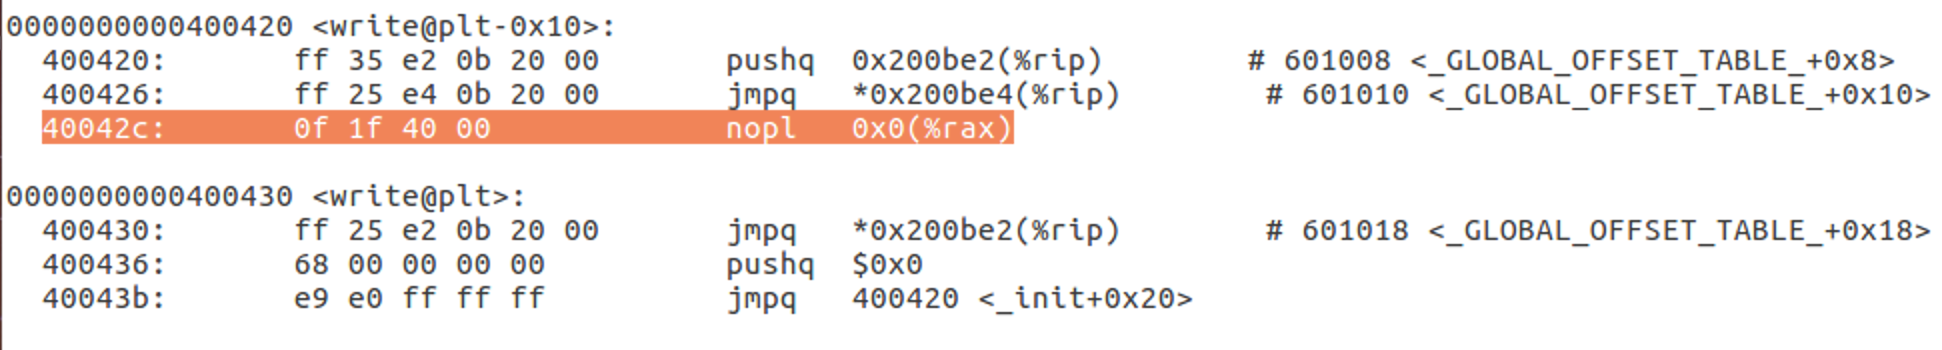 0000000000400420 <write@plt-0x10>:
400420: ff 35 e2 0b 20 00 pushq 0x200be2(%rip) # 601008 <_GLOBAL_OFFSET_TABLE_+0x8>
400426: ff 25 e4 0b 20 00 jmpq *0x200be4(%rip) # 601010 <_GLOBAL_OFFSET_TABLE_+0x10>
40042c: 0f 1f 40 00 nopl 0x0(%rax)
0000000000400430 <write@plt>:
400430: ff 25 e2 0b 20 00 jmpq *0x200be2(%rip) # 601018 <_GLOBAL_OFFSET_TABLE_+0x18>
400436: 68 00 00 00 00 pushq $0x0
40043b: e9 e0 ff ff ff jmpq 400420 <_init+0x20>